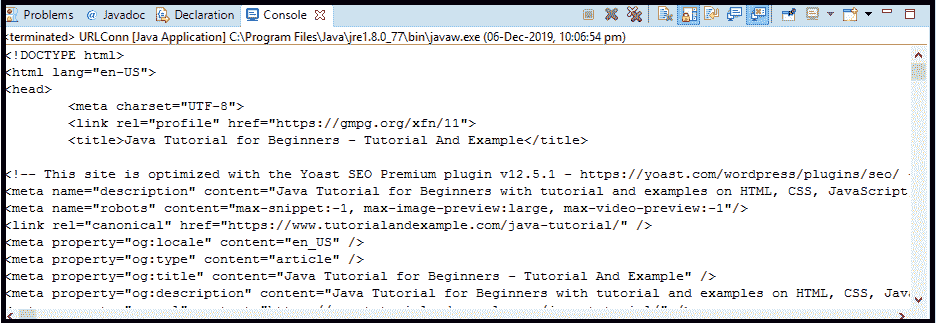 Problems @ Javadoc Declaration Console
<terminated> URLConn [Java Application] C:\Program Files\Java\jre1.8.0_77\bin\javaw.exe (06-Dec-2019, 10:06:54 pm)
<!DOCTYPE html>
<html lang="en-US">
<head>
<meta charset="UTF-8">
<link rel="profile" href="https://gmpg.org/xfn/11">
<title>Java Tutorial for Beginners - Tutorial And Example</title>
<!-- This site is optimized with the Yoast SEO Premium plugin v12.5.1 - https://yoast.com/wordpress/plugins/seo/ -
<meta name="description" content="Java Tutorial for Beginners with tutorial and examples on HTML, CSS, JavaScript
<meta name="robots" content="max-snippet:-1, max-image-preview:large, max-video-preview:-1"/>
<link rel="canonical" href="https://www.tutorialandexample.com/java-tutorial/" />
<meta property="og:locale" content="en_US" />
<meta property="og:type" content="article" />
<meta property="og:title" content="Java Tutorial for Beginners - Tutorial And Example" />
<meta property="og:description" content="Java Tutorial for Beginners with tutorial and examples on HTML, CSS, Java